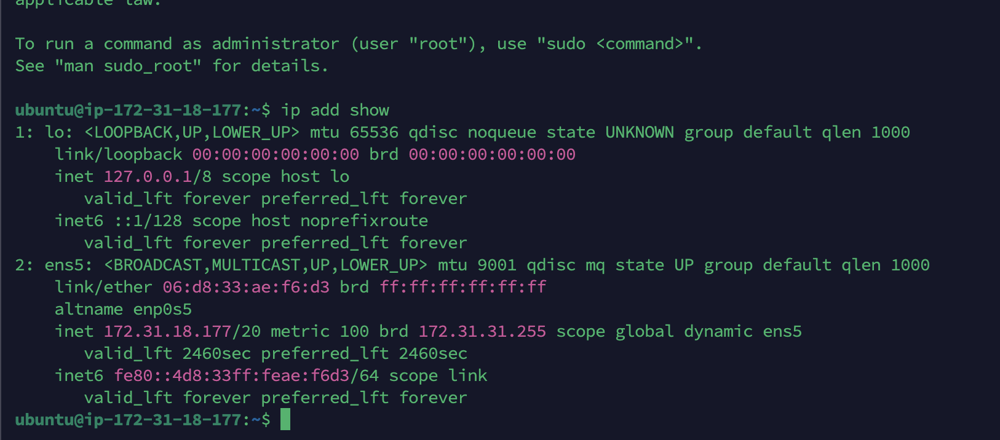 applicable law.
To run a command as administrator (user "root"), use "sudo <command>".
See "man sudo_root" for details.
ubuntu@ip-172-31-18-177:~$ ip add show
1: lo: <LOOPBACK,UP,LOWER_UP> mtu 65536 qdisc noqueue state UNKNOWN group default qlen 1000
    link/loopback 00:00:00:00:00:00 brd 00:00:00:00:00:00
    inet 127.0.0.1/8 scope host lo
       valid_lft forever preferred_lft forever
    inet6 ::1/128 scope host noprefixroute
       valid_lft forever preferred_lft forever
2: ens5: <BROADCAST,MULTICAST,UP,LOWER_UP> mtu 9001 qdisc mq state UP group default qlen 1000
    link/ether 06:d8:33:ae:f6:d3 brd ff:ff:ff:ff:ff:ff
    altname enp0s5
    inet 172.31.18.177/20 metric 100 brd 172.31.31.255 scope global dynamic ens5
       valid_lft 2460sec preferred_lft 2460sec
    inet6 fe80::4d8:33ff:feae:f6d3/64 scope link
       valid_lft forever preferred_lft forever
ubuntu@ip-172-31-18-177:~$